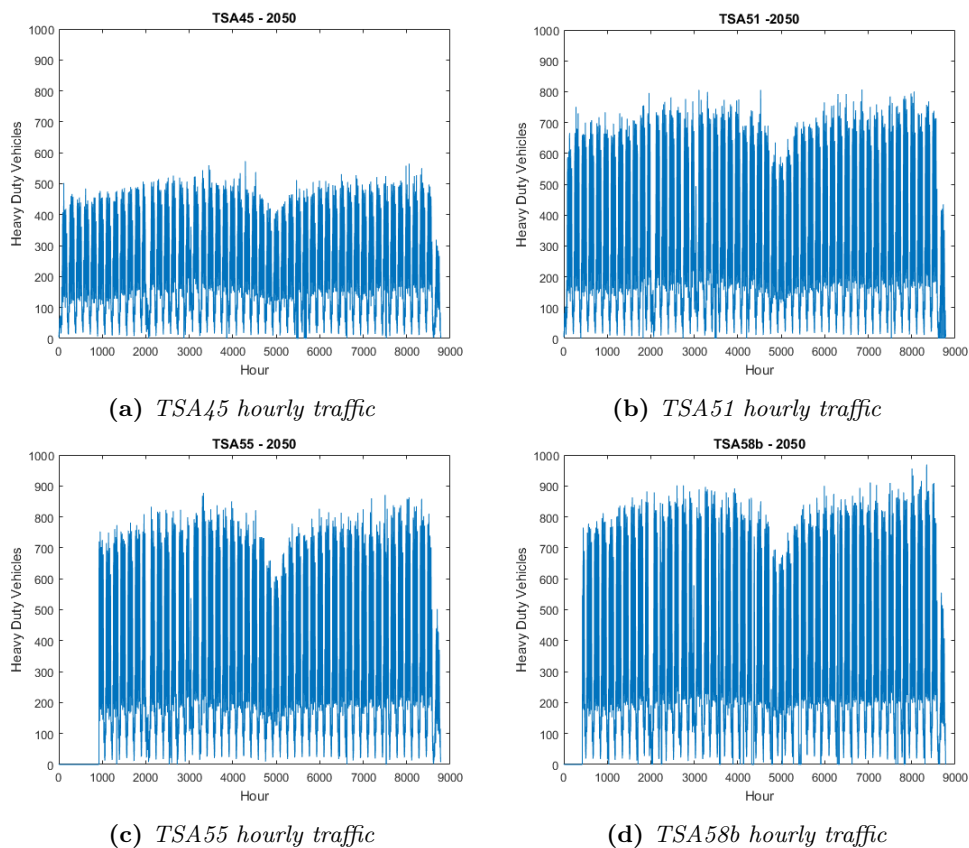 TSA45 - 2050
1000
900
800
700
600
500
400
300
200
100
0
Heavy Duty Vehicles
0 1000 2000 3000 4000 5000 6000 7000 8000 9000
Hour
(a) TSA45 hourly traffic
TSA51 -2050
1000
900
800
700
600
500
400
300
200
100
0
Heavy Duty Vehicles
0 1000 2000 3000 4000 5000 6000 7000 8000 9000
Hour
(b) TSA51 hourly traffic
TSA55 - 2050
1000
900
800
700
600
500
400
300
200
100
0
Heavy Duty Vehicles
0 1000 2000 3000 4000 5000 6000 7000 8000 9000
Hour
(c) TSA55 hourly traffic
TSA58b - 2050
1000
900
800
700
600
500
400
300
200
100
0
Heavy Duty Vehicles
0 1000 2000 3000 4000 5000 6000 7000 8000 9000
Hour
(d) TSA58b hourly traffic